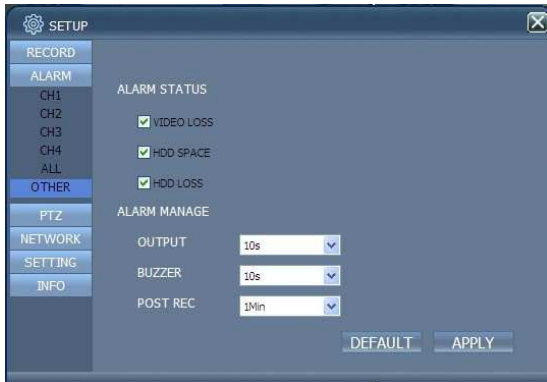 SETUP
RECORD
ALARM
CH1
CH2
CH3
CH4
ALL
OTHER
PTZ
NETWORK
SETTING
INFO
ALARM STATUS
VIDEO LOSS
HDD SPACE
HDD LOSS
ALARM MANAGE
OUTPUT 10s
BUZZER 10s
POST REC 1Min
DEFAULT APPLY